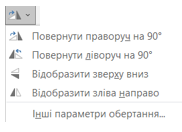 Повернути праворуч на 90°
Повернути ліворуч на 90°
Відобразити зверху вниз
Відобразити зліва направо
Інші параметри обертання...